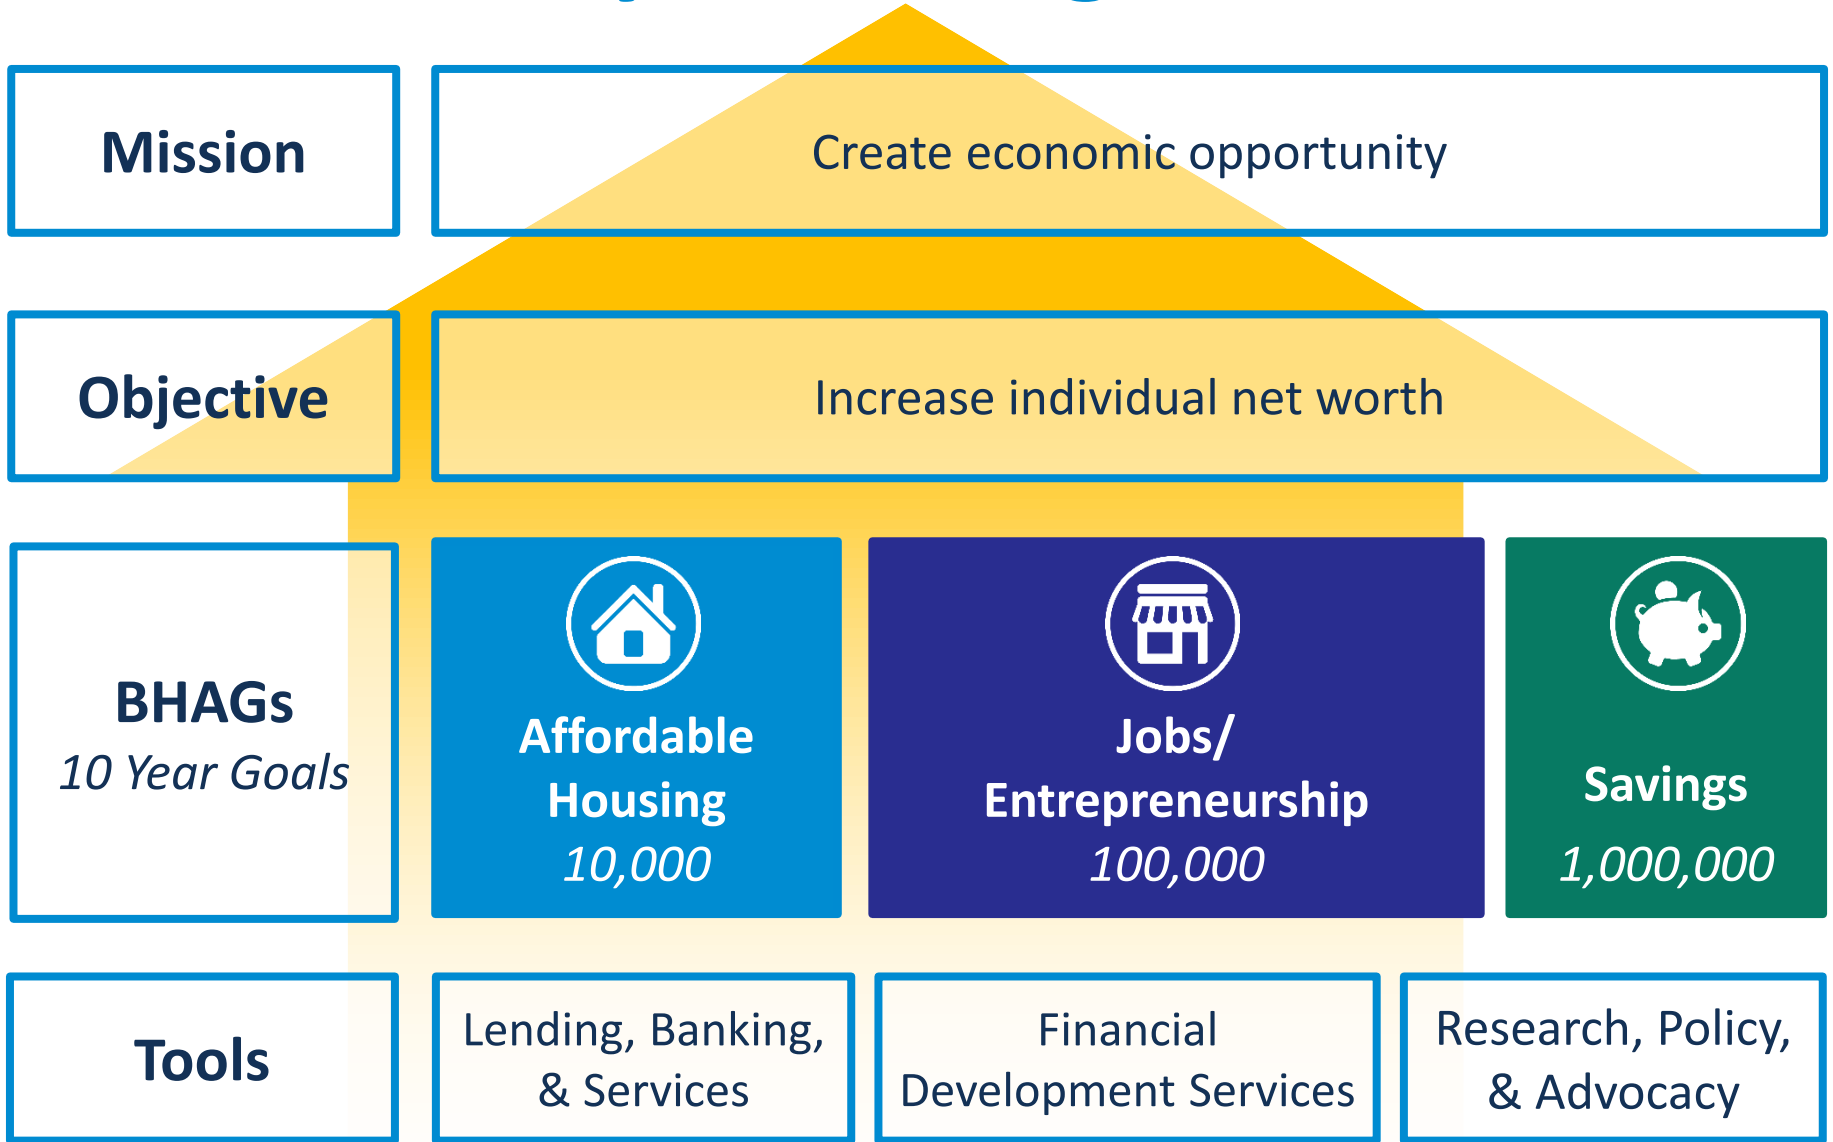 Mission
Create economic opportunity
Objective
Increase individual net worth
BHAGs
10 Year Goals
Affordable
Housing
10,000
Jobs/
Entrepreneurship
100,000
Savings
1,000,000
Tools
Lending, Banking,
& Services
Financial
Development Services
Research, Policy,
& Advocacy